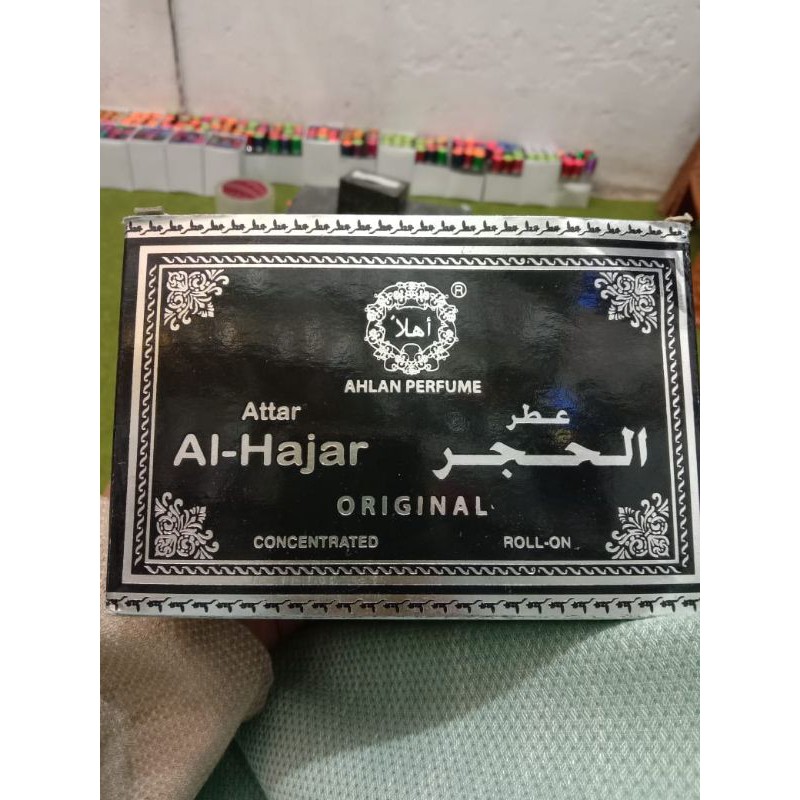 أهلاً
®
AHLAN PERFUME
Attar
Al-Hajar
عطر
الحجر
ORIGINAL
CONCENTRATED
ROLL-ON